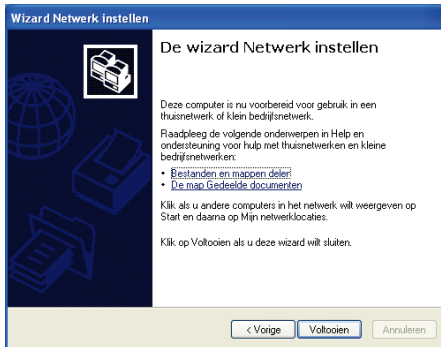 Wizard Netwerk instellen
De wizard Netwerk instellen
Deze computer is nu voorbereid voor gebruik in een
thuisnetwerk of klein bedrijfsnetwerk.
Raadpleeg de volgende onderwerpen in Help en
ondersteuning voor hulp met thuisnetwerken en kleine
bedrijfsnetwerken:
• Bestanden en mappen delen
• De map Gedeelde documenten
Klik als u andere computers in het netwerk wilt weergeven op
Start en daarna op Mijn netwerklocaties.
Klik op Voltooien als u deze wizard wilt sluiten.
< Vorige
Voltooien
Annuleren